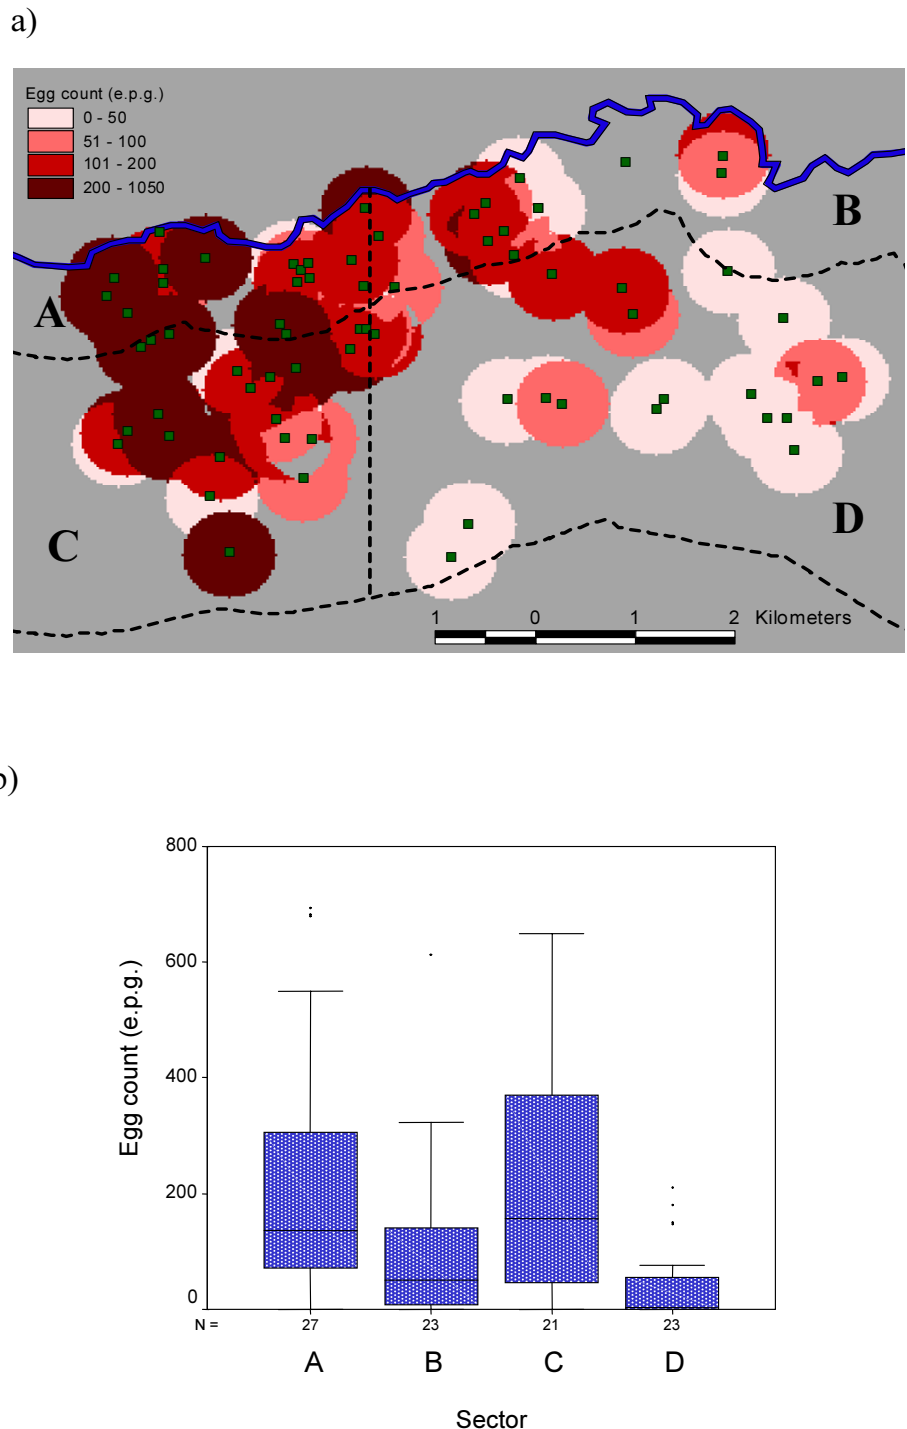 a)
Egg count (e.p.g.)
0 - 50
51 - 100
101 - 200
200 - 1050
B
A
C
D
1 0 1 2 Kilometers
b)
800
600
400
200
0
Egg count (e.p.g.)
N = 27 23 21 23
A B C D
Sector